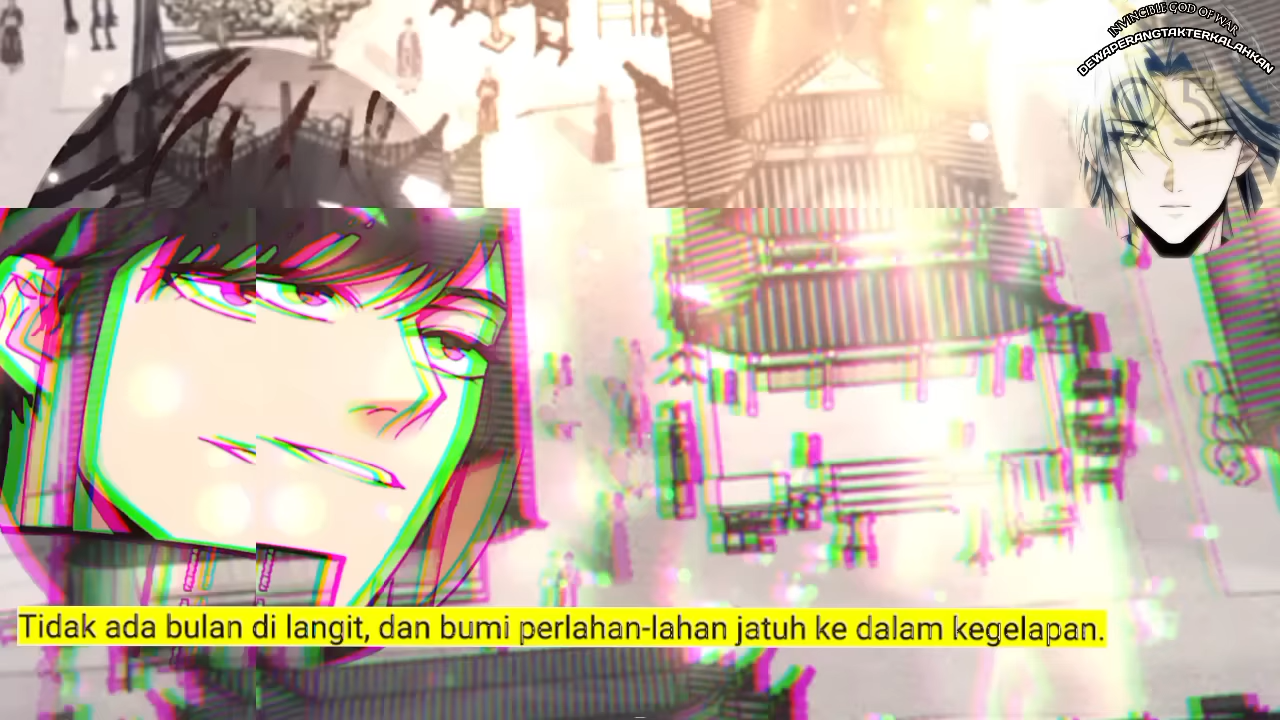 INVINCIBLE GOD OF WAR
DEWAPERANGTAKTERKALAHKAN
Tidak ada bulan di langit, dan bumi perlahan-lahan jatuh ke dalam kegelapan.